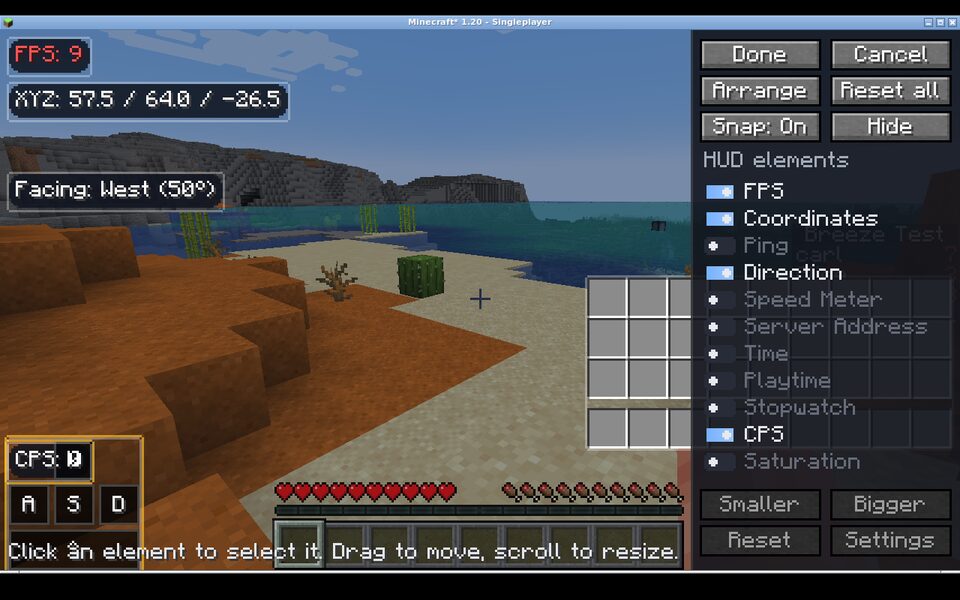 Minecraft* 1.20 - Singleplayer
FPS: 9
XYZ: 57.5 / 64.0 / -26.5
Facing: West (50°)
CPS: 0
A S D
Click an element to select it. Drag to move, scroll to resize.
Done Cancel
Arrange Reset all
Snap: On Hide
HUD elements
FPS
Coordinates
Ping
Direction
Speed Meter
Server Address
Time
Playtime
Stopwatch
CPS
Saturation
Smaller Bigger
Reset Settings